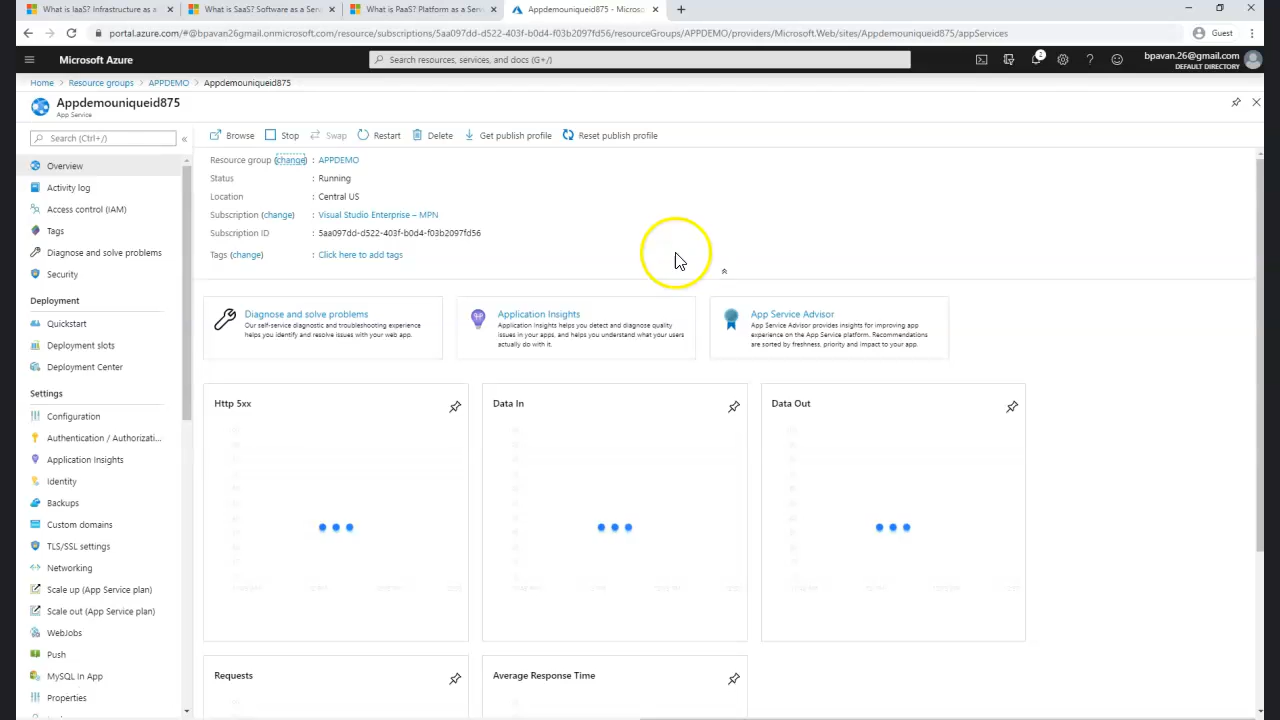 What is IaaS? Infrastructure as a
What is SaaS? Software as a Serv
What is PaaS? Platform as a Serv
Appdemouniqueid875 - Microsof
portal.azure.com/#@bpavan26gmail.onmicrosoft.com/resource/subscriptions/5aa097dd-d522-403f-b0d4-f03b2097fd56/resourceGroups/APPDEMO/providers/Microsoft.Web/sites/Appdemouniqueid875/appServices
Guest
Microsoft Azure
Search resources, services, and docs (G+/)
2
bpavan.26@gmail.com
DEFAULT DIRECTORY
Home > Resource groups > APPDEMO > Appdemouniqueid875
Appdemouniqueid875
App Service
Search (Ctrl+/)
Browse Stop Swap Restart Delete Get publish profile Reset publish profile
Overview
Activity log
Access control (IAM)
Tags
Diagnose and solve problems
Security
Deployment
Quickstart
Deployment slots
Deployment Center
Settings
Configuration
Authentication / Authorizati...
Application Insights
Identity
Backups
Custom domains
TLS/SSL settings
Networking
Scale up (App Service plan)
Scale out (App Service plan)
WebJobs
Push
MySQL In App
Properties
Resource group (change) : APPDEMO
Status : Running
Location : Central US
Subscription (change) : Visual Studio Enterprise – MPN
Subscription ID : 5aa097dd-d522-403f-b0d4-f03b2097fd56
Tags (change) : Click here to add tags
Diagnose and solve problems
Our self-service diagnostic and troubleshooting experience
helps you identify and resolve issues with your web app.
Application Insights
Application Insights helps you detect and diagnose quality
issues in your apps, and helps you understand what your users
actually do with it.
App Service Advisor
App Service Advisor provides insights for improving app
experience on the App Service platform. Recommendations
are sorted by freshness, priority and impact to your app.
Http 5xx
Data In
Data Out
Requests
Average Response Time